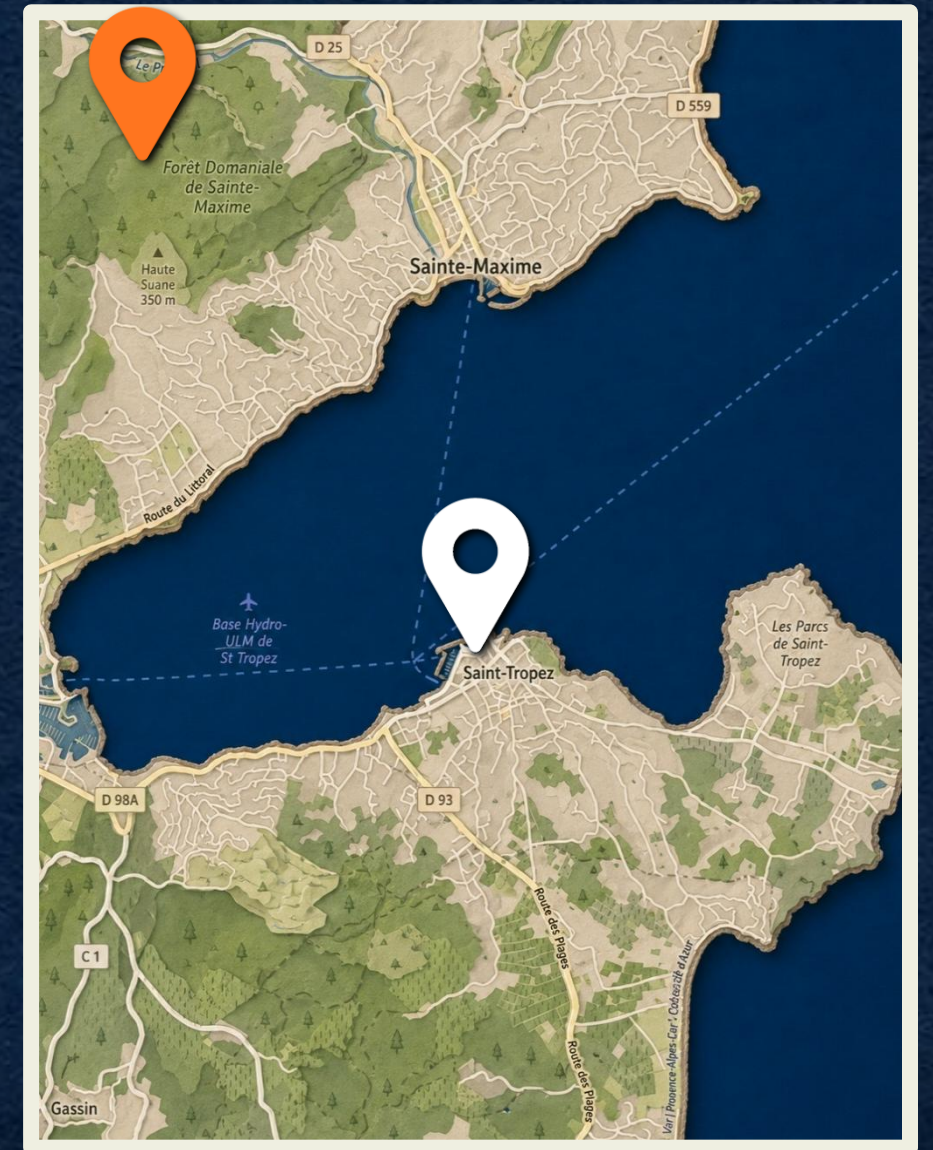 D 25
Le P
D 559
Forêt Domaniale
de Sainte-
Maxime
Haute
Suane
350 m
Sainte-Maxime
Route du Littoral
Base Hydro-
ULM de
St Tropez
Les Parcs
de Saint-
Tropez
Saint-Tropez
D 98A
D 93
Route des Plages
C 1
Route des Plages
Gassin